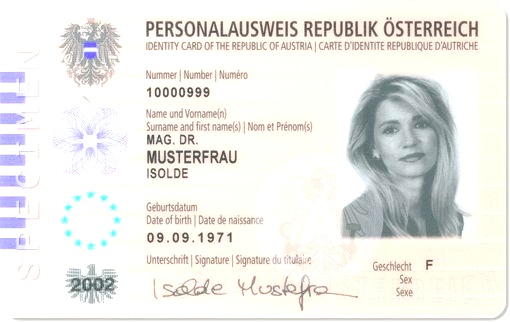 PERSONALAUSWEIS REPUBLIK ÖSTERREICH
IDENTITY CARD OF THE REPUBLIC OF AUSTRIA | CARTE D'IDENTITE REPUBLIQUE D'AUTRICHE
Nummer | Number | Numéro
10000999
Name und Vorname(n)
Surname and first name(s) | Nom et Prénom(s)
MAG. DR.
MUSTERFRAU
ISOLDE
Geburtsdatum
Date of birth | Date de naissance
09.09.1971
Unterschrift | Signature | Signature du titulaire
Isolde Musterfrau
Geschlecht F
Sex
Sexe
2002
SPECIMEN